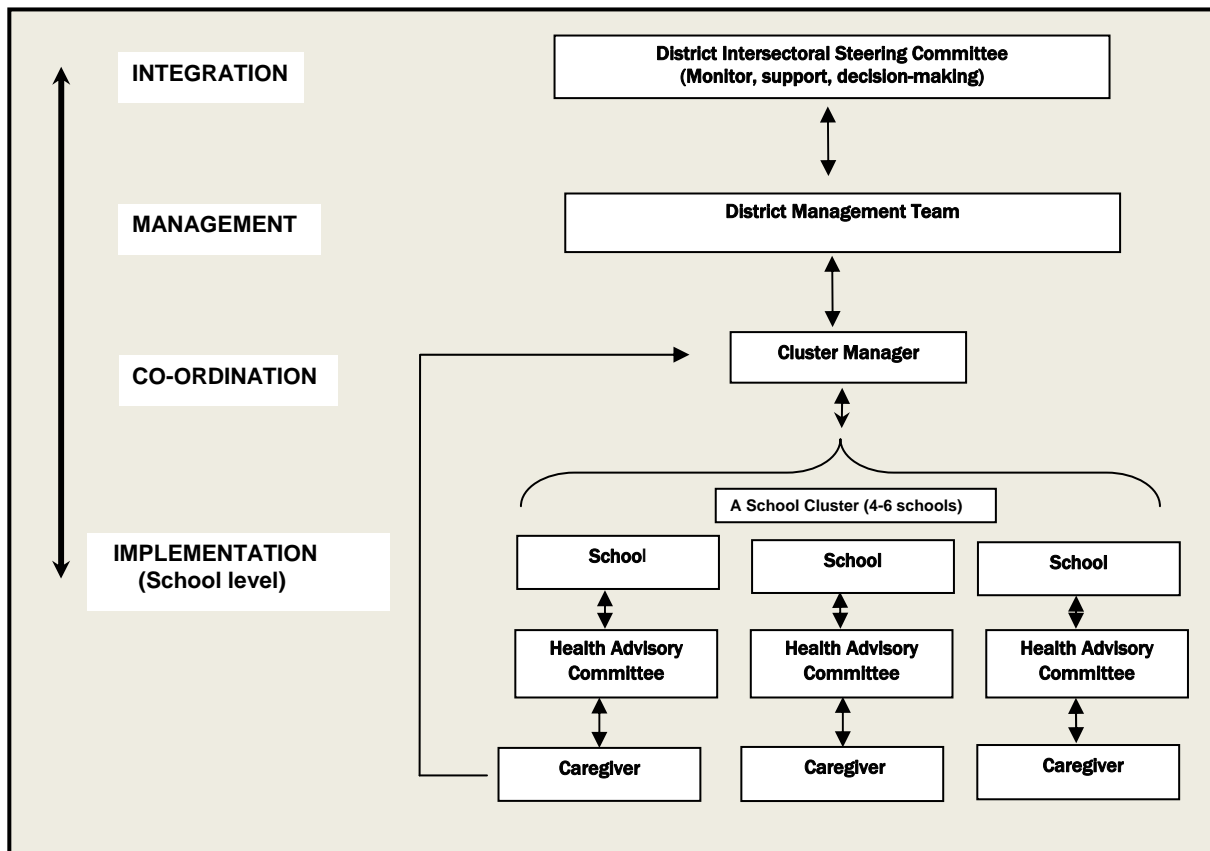 INTEGRATION
District Intersectoral Steering Committee
(Monitor, support, decision-making)
MANAGEMENT
District Management Team
CO-ORDINATION
Cluster Manager
A School Cluster (4-6 schools)
IMPLEMENTATION
(School level)
School
School
School
Health Advisory
Committee
Health Advisory
Committee
Health Advisory
Committee
Caregiver
Caregiver
Caregiver